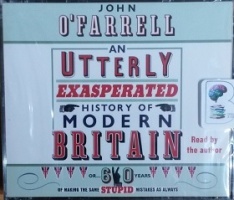 JOHN
O'FARRELL
AN
UTTERLY
EXASPERATED
HISTORY OF
MODERN
BRITAIN
Read by
the author
OR... 60 YEARS
OF MAKING THE SAME STUPID MISTAKES AS ALWAYS